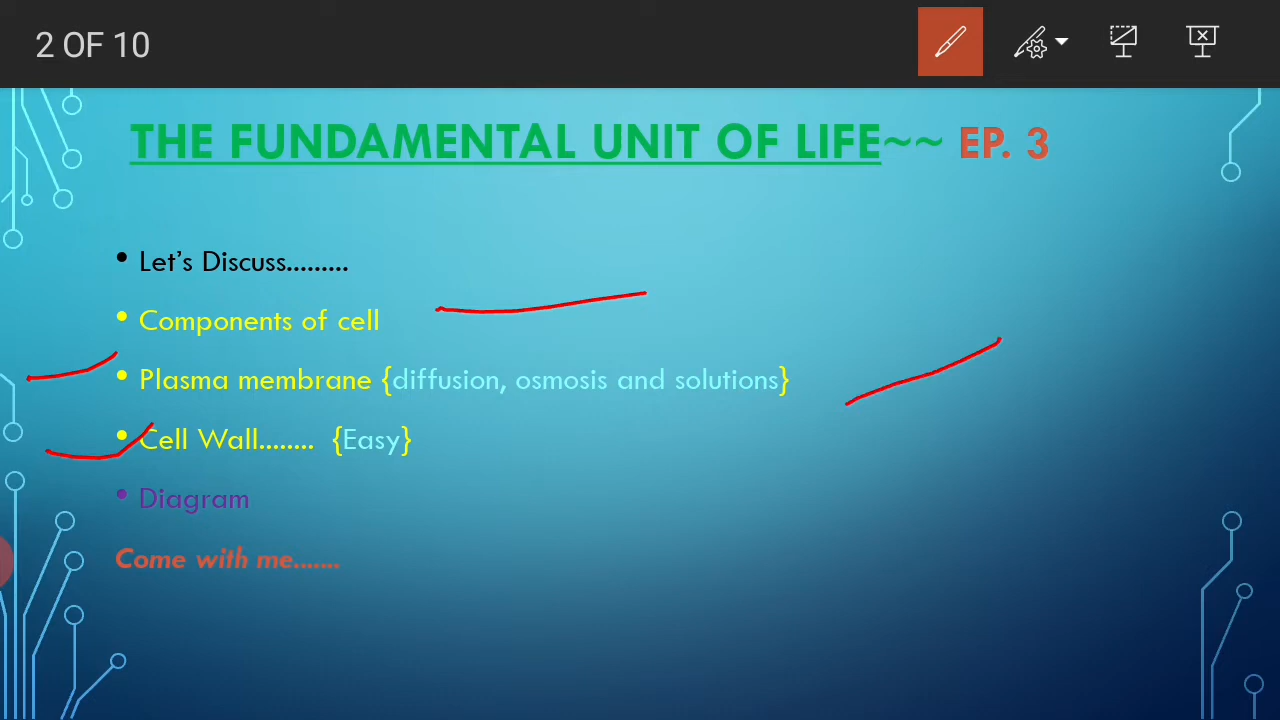 2 OF 10
THE FUNDAMENTAL UNIT OF LIFE~~ EP. 3
• Let’s Discuss.........
• Components of cell
• Plasma membrane {diffusion, osmosis and solutions}
• Cell Wall........ {Easy}
• Diagram
Come with me.......